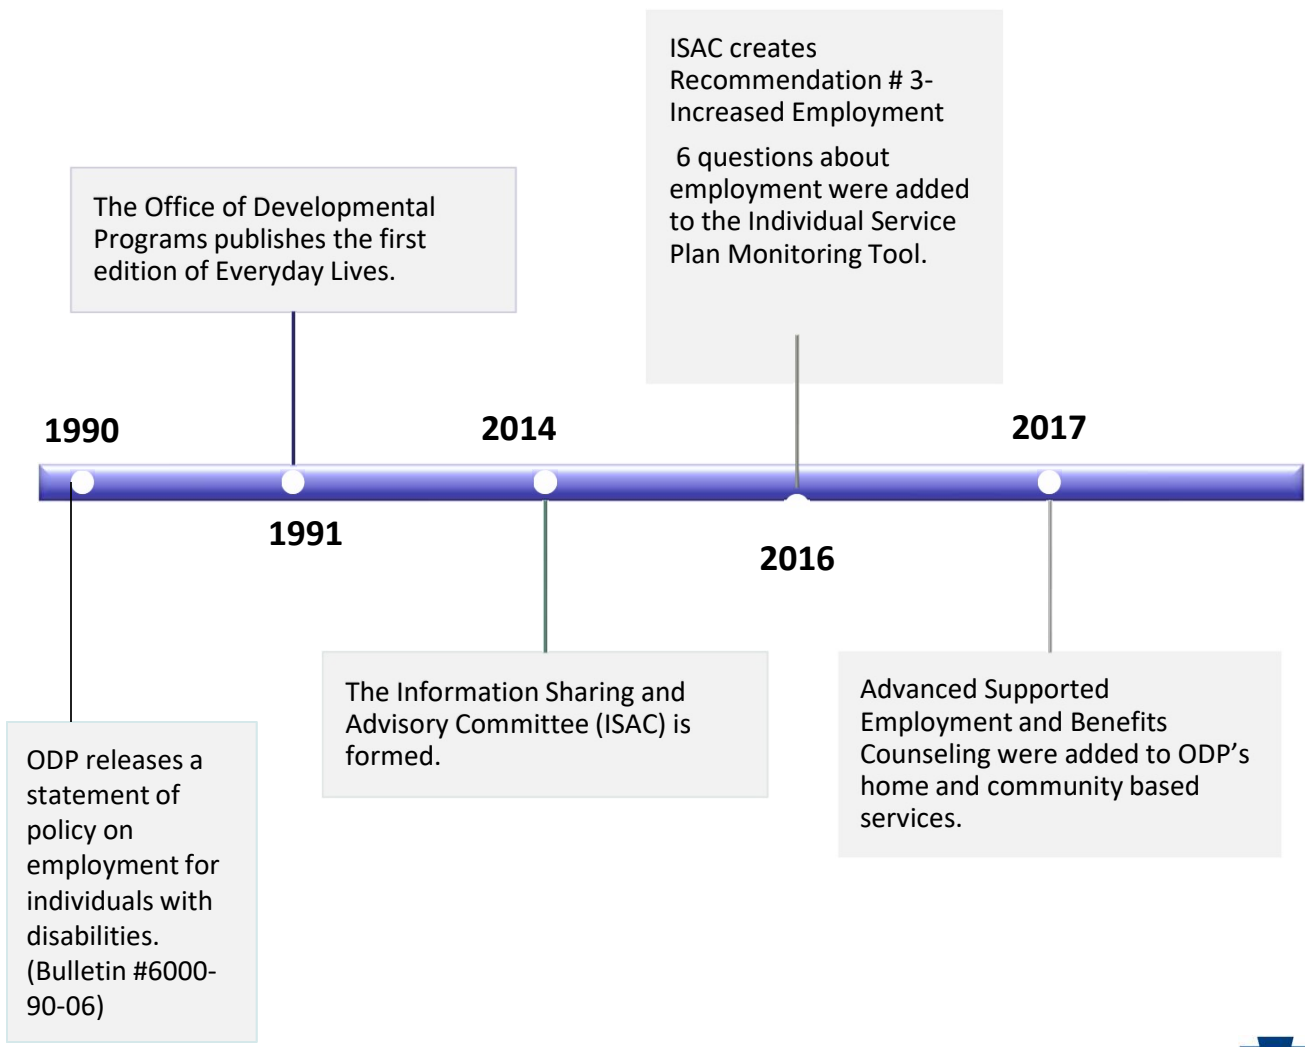 ISAC creates
Recommendation # 3-
Increased Employment
6 questions about
employment were added
to the Individual Service
Plan Monitoring Tool.
The Office of Developmental
Programs publishes the first
edition of Everyday Lives.
1990
2014
2017
1991
2016
The Information Sharing and
Advisory Committee (ISAC) is
formed.
Advanced Supported
Employment and Benefits
Counseling were added to ODP’s
home and community based
services.
ODP releases a
statement of
policy on
employment for
individuals with
disabilities.
(Bulletin #6000-
90-06)